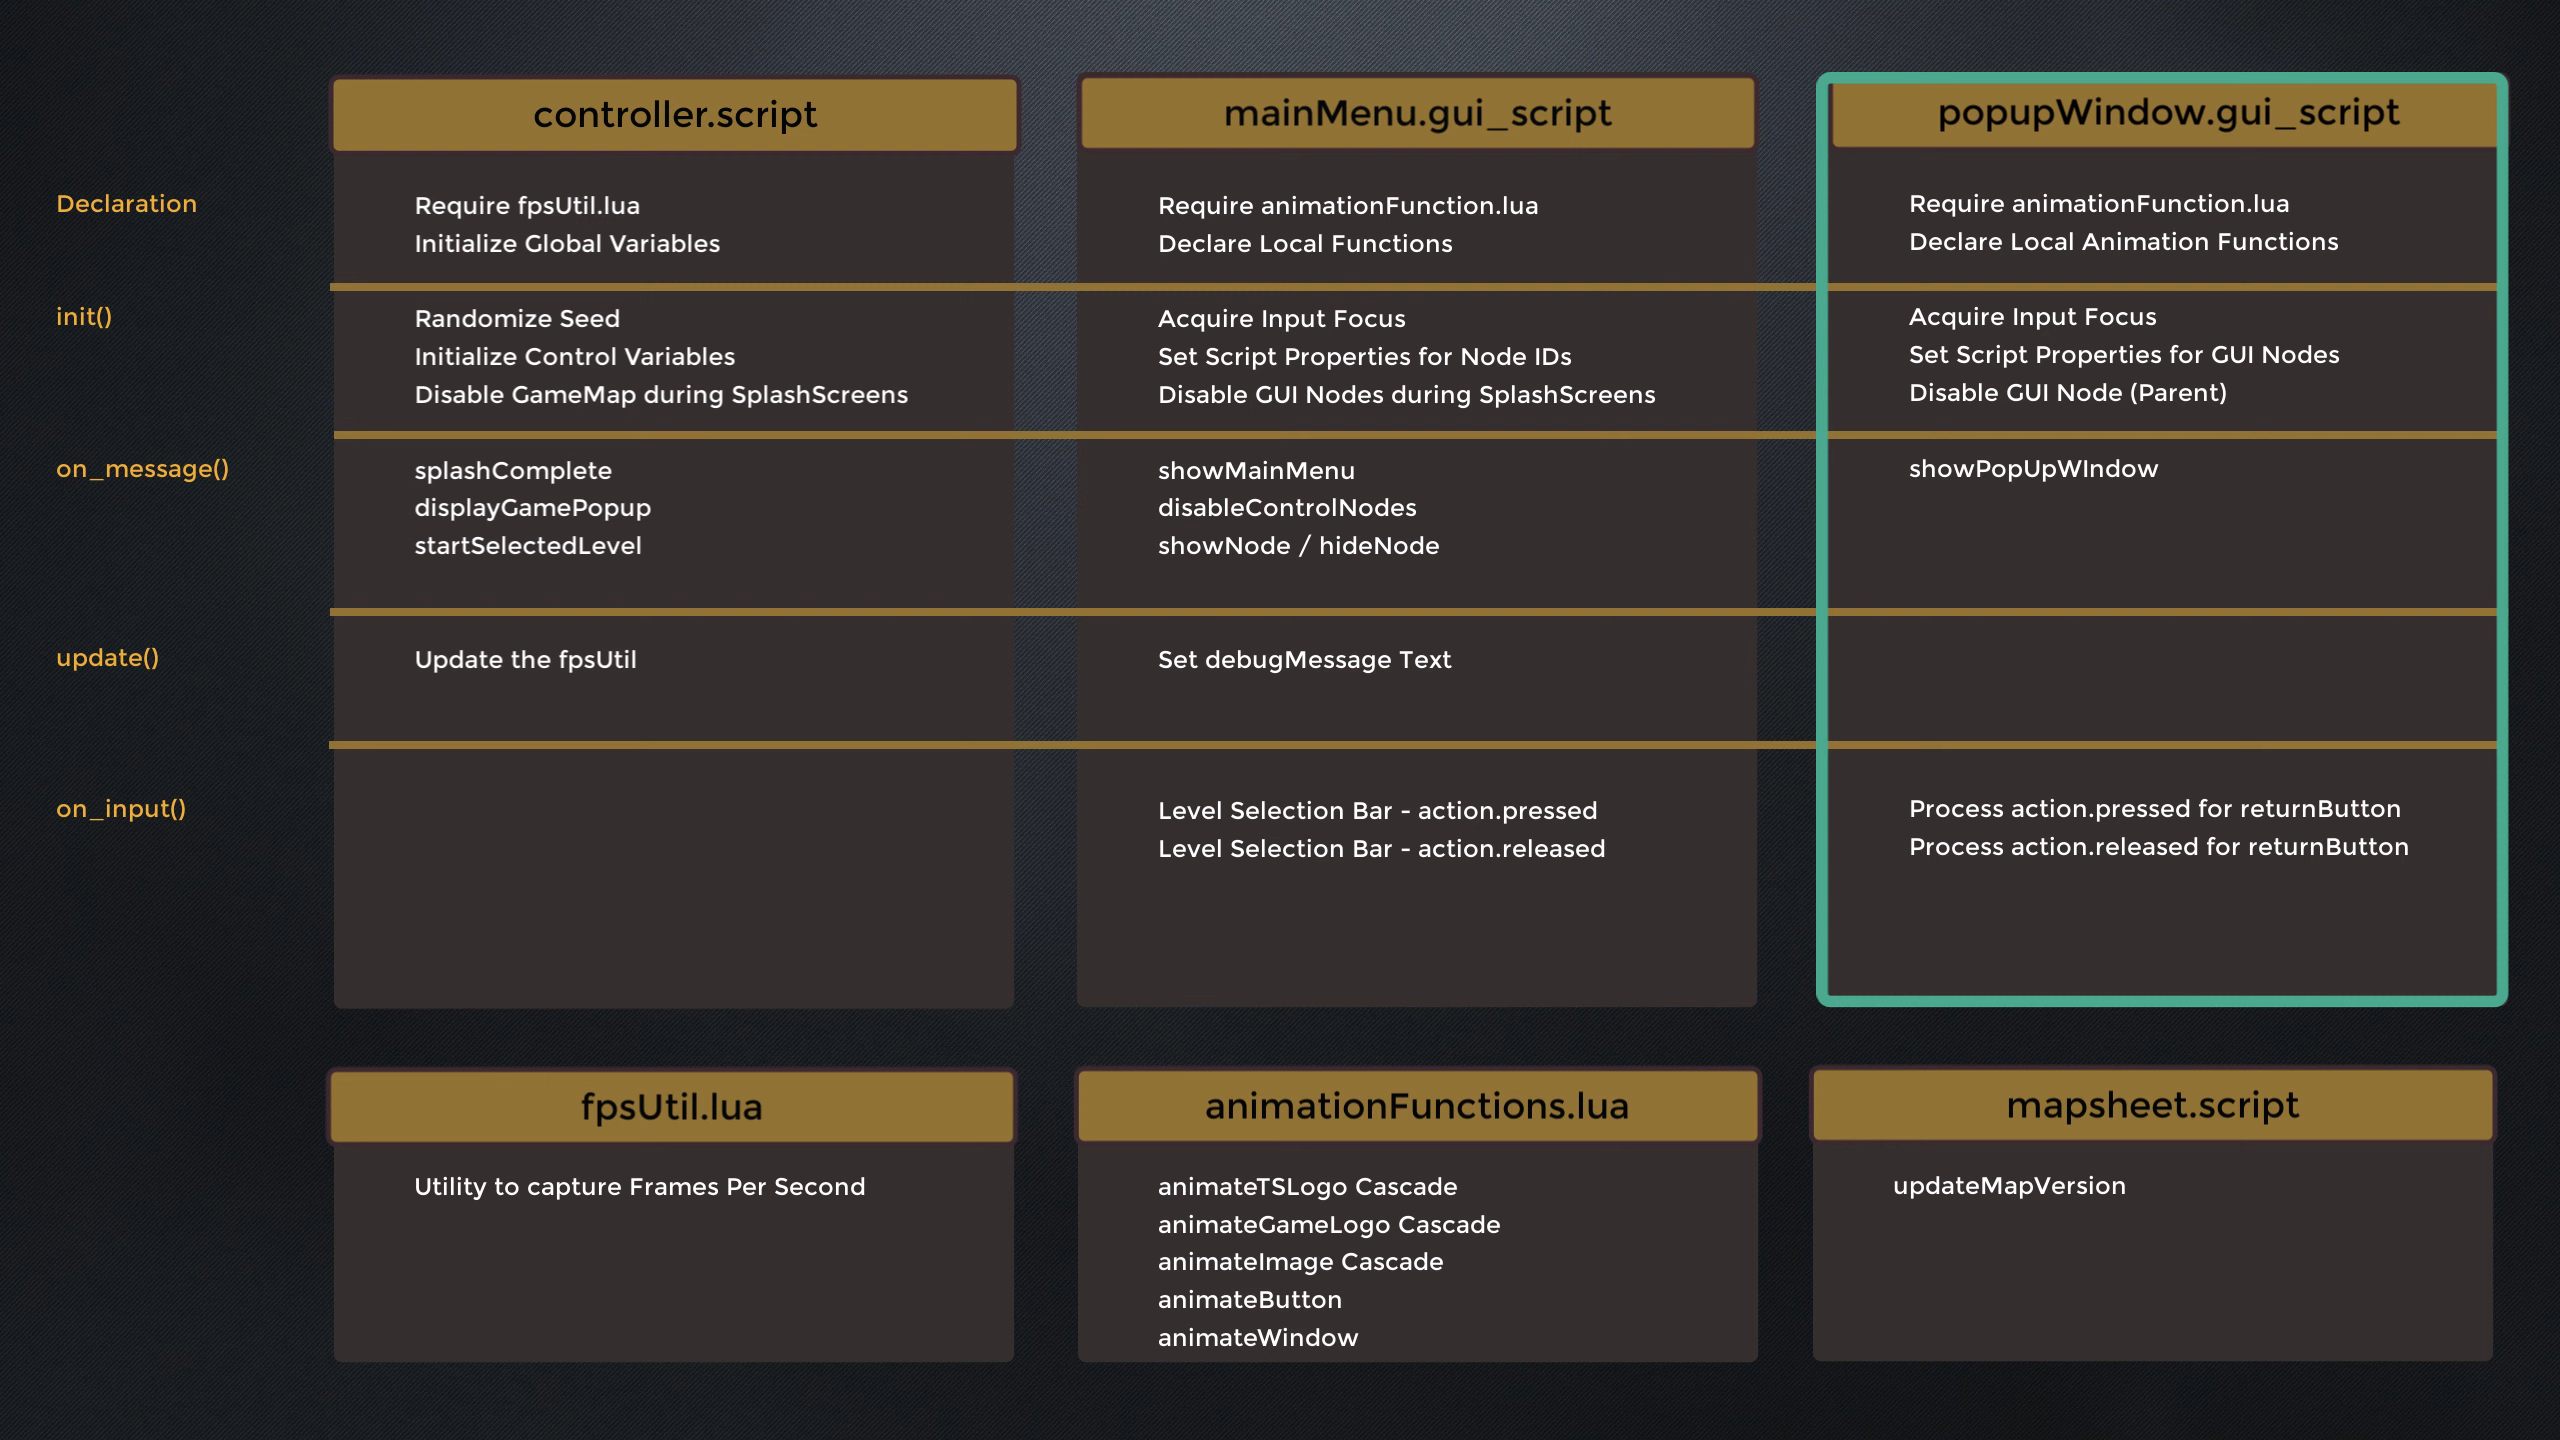 controller.script
mainMenu.gui_script
popupWindow.gui_script
Declaration
Require fpsUtil.lua
Initialize Global Variables
Require animationFunction.lua
Declare Local Functions
Require animationFunction.lua
Declare Local Animation Functions
init()
Randomize Seed
Initialize Control Variables
Disable GameMap during SplashScreens
Acquire Input Focus
Set Script Properties for Node IDs
Disable GUI Nodes during SplashScreens
Acquire Input Focus
Set Script Properties for GUI Nodes
Disable GUI Node (Parent)
on_message()
splashComplete
displayGamePopup
startSelectedLevel
showMainMenu
disableControlNodes
showNode / hideNode
showPopUpWIndow
update()
Update the fpsUtil
Set debugMessage Text
on_input()
Level Selection Bar - action.pressed
Level Selection Bar - action.released
Process action.pressed for returnButton
Process action.released for returnButton
fpsUtil.lua
Utility to capture Frames Per Second
animationFunctions.lua
animateTSLogo Cascade
animateGameLogo Cascade
animateImage Cascade
animateButton
animateWindow
mapsheet.script
updateMapVersion